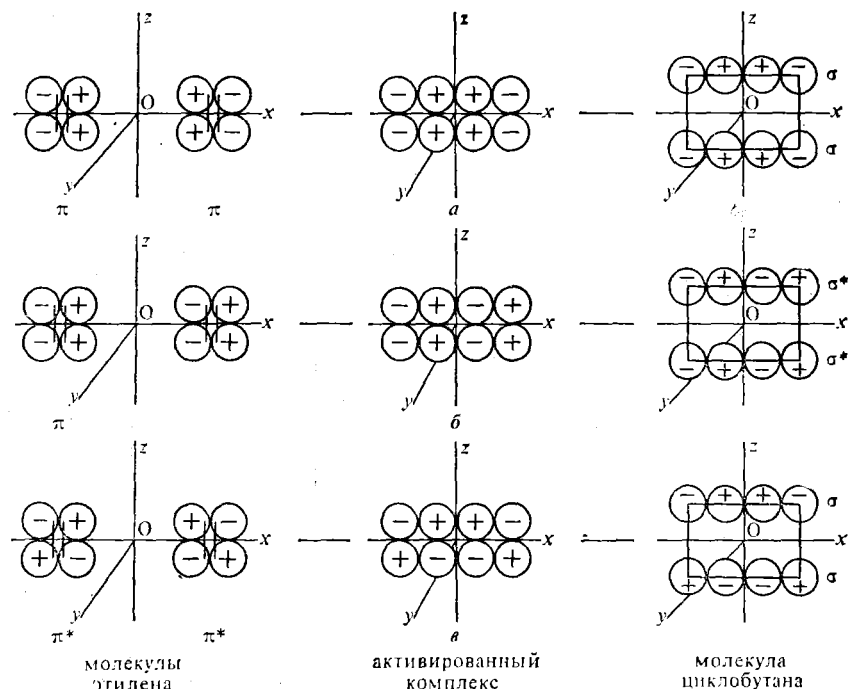 z z z
− + + − − + + − − + + − σ
O x x O x
− + + − − + + − − + + − σ
y y y
π π а
z z z
− + − + − + − + − + − + σ*
O x x O x
− + − + − + − + − + − + σ*
y y y
π б
z z z
− + + − − + + − − + + − σ
O x x O x
+ − − + + − − + + − − + σ
y y y
π* π* в
молекулы активированный молекула
этилена комплекс циклобутана